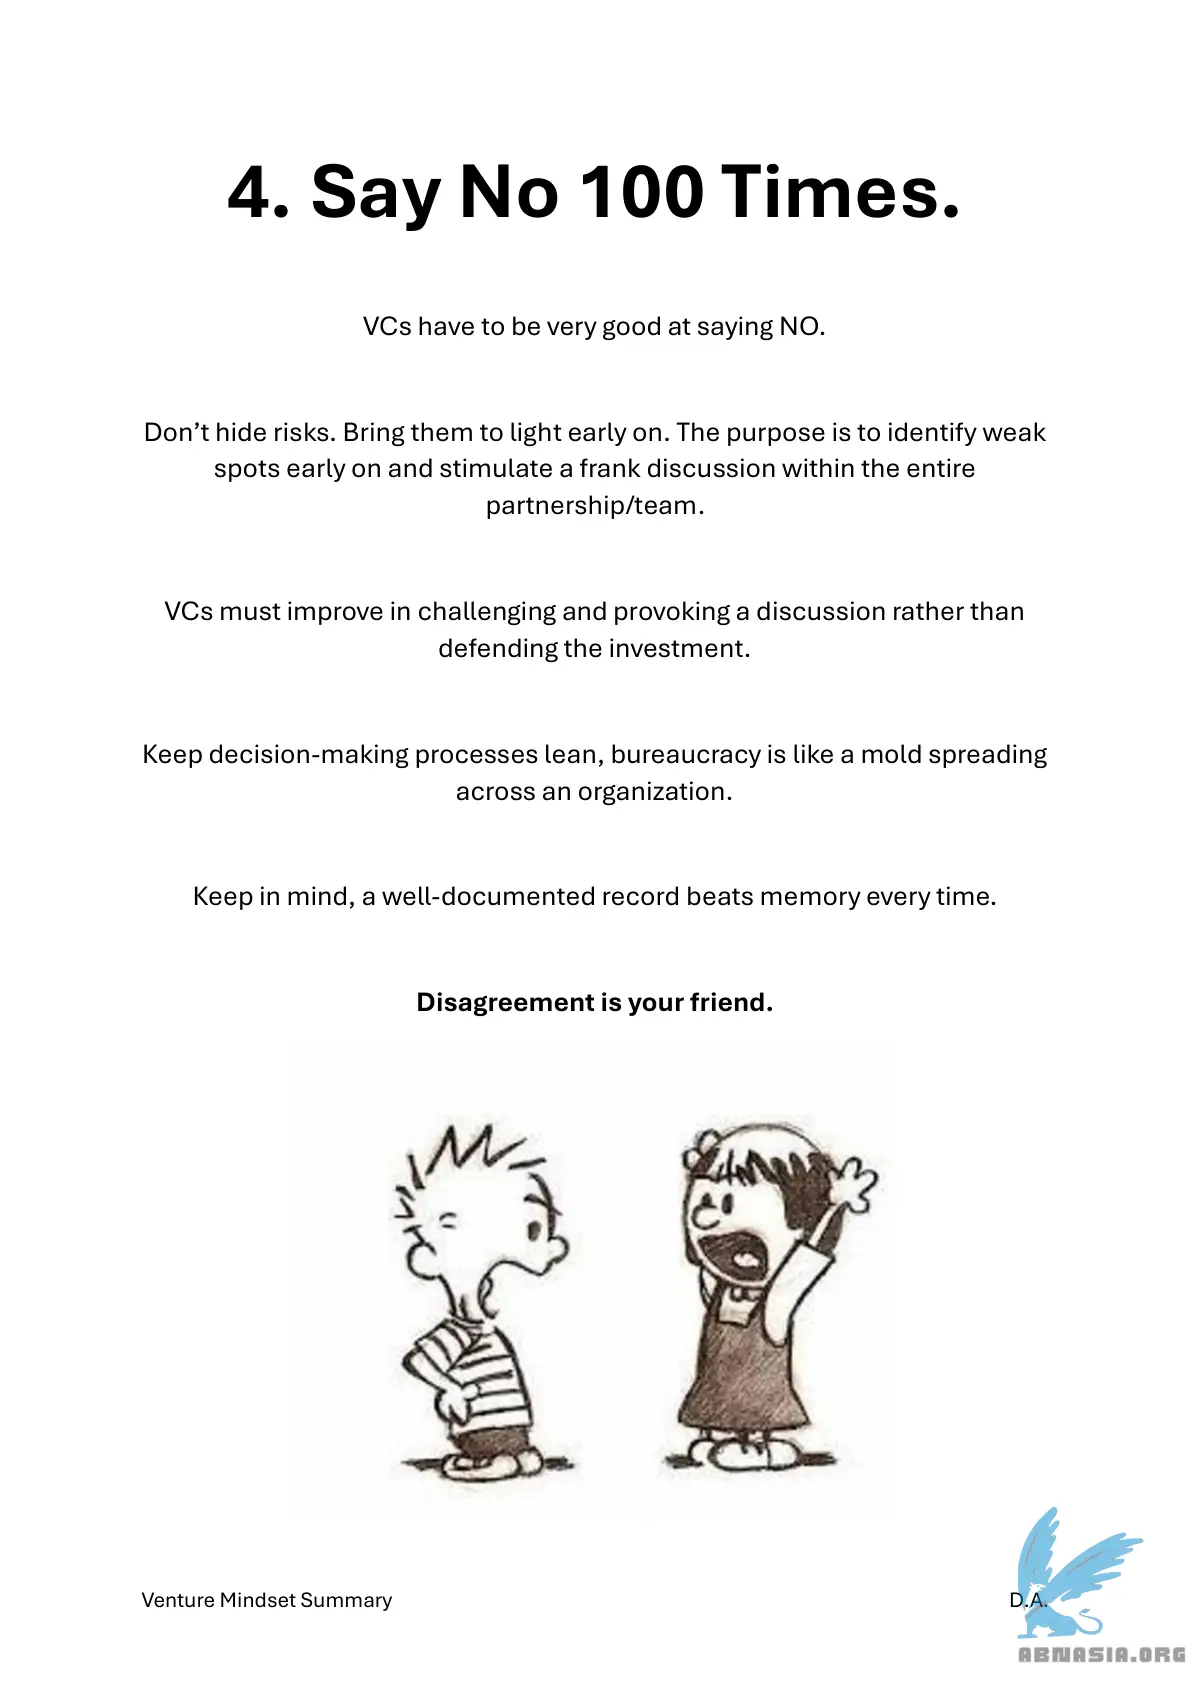 4. Say No 100 Times.
VCs have to be very good at saying NO.
Don’t hide risks. Bring them to light early on. The purpose is to identify weak
spots early on and stimulate a frank discussion within the entire
partnership/team.
VCs must improve in challenging and provoking a discussion rather than
defending the investment.
Keep decision-making processes lean, bureaucracy is like a mold spreading
across an organization.
Keep in mind, a well-documented record beats memory every time.
Disagreement is your friend.
Venture Mindset Summary
D.A.
ABNASIA.ORG